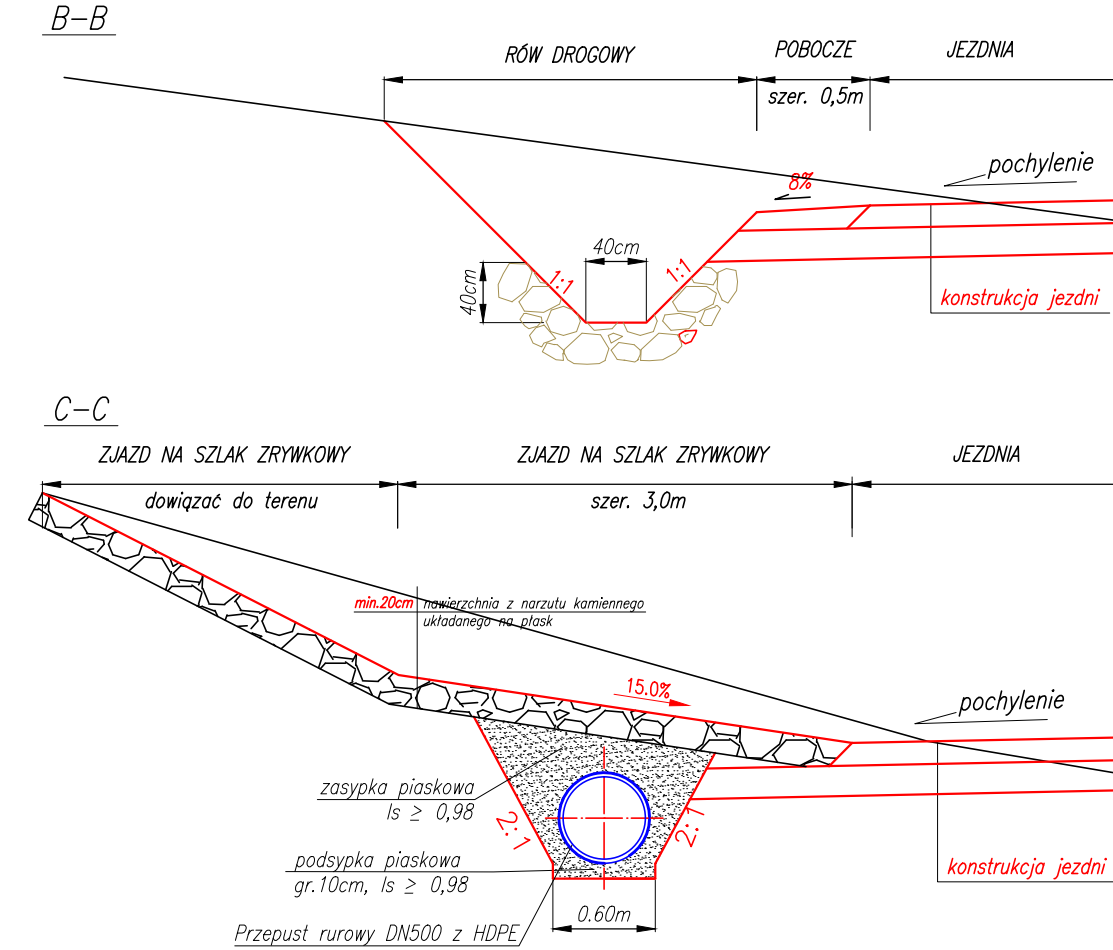 B-B
RÓW DROGOWY
POBOCZE
JEZDNIA
szer. 0,5m
pochylenie
8%
40cm
40cm
1:1
1:1
konstrukcja jezdni
C-C
ZJAZD NA SZLAK ZRYWKOWY
ZJAZD NA SZLAK ZRYWKOWY
JEZDNIA
dowiązać do terenu
szer. 3,0m
min.20cm
nawierzchnia z narzutu kamiennego
układanego na płask
15.0%
pochylenie
zasypka piaskowa
Is ≥ 0,98
2:1
2:1
podsypka piaskowa
gr.10cm, Is ≥ 0,98
konstrukcja jezdni
0.60m
Przepust rurowy DN500 z HDPE